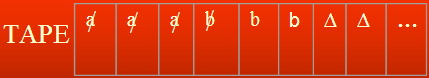 TAPE a̸ a̸ a̸ b̸ b b Δ Δ ...